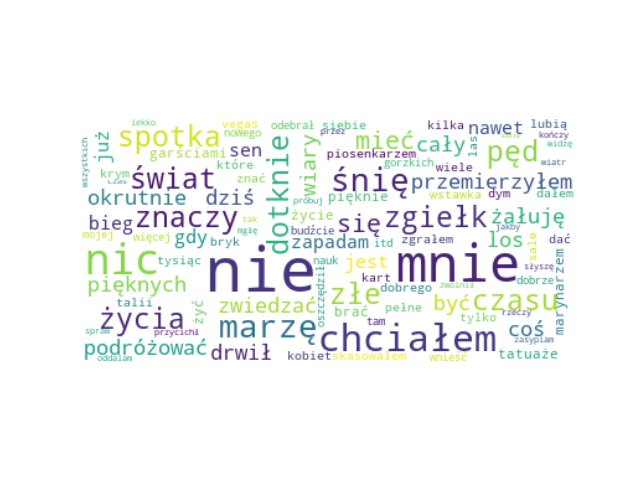 lekko
vegas
odebrał siebie
kilka
nawet
lubią
już
spotka
nowego
przez
kończy
garściami
sen
dotknie
wiary
piosenkarzem
mieć
cały
las
pęd
widzę
wszystkich
krym
świat
które
gorzkich
wiele
wiatr
czas
znać
śnię
przemierzyłem
okrutnie
dziś
próbuj
pięknie
wstawka
dym
dałem
bieg
znaczy
tak
życie
się
zgiełk
żałuję
mojej
więcej
gdy
bryk
budźcie
zapadam
itd
zgrałem
los
jakby
dać
nic
tysiąc
nie
nagle
nauk
jest
mnie
sale
słyszę
dobrze
marynarzem
pięknych
oszczędził
kart
dobrego
zwolnił
talii
żyć
zwiedzać
złe
brać
pełne
być
czasu
życia
marzę
tam
tylko
rzeczy
spraw
przycichł
chciałem
coś
zasypiam
podróżować
drwił
kobiet
skasowałem
wnieść
tatuaże
oddalam